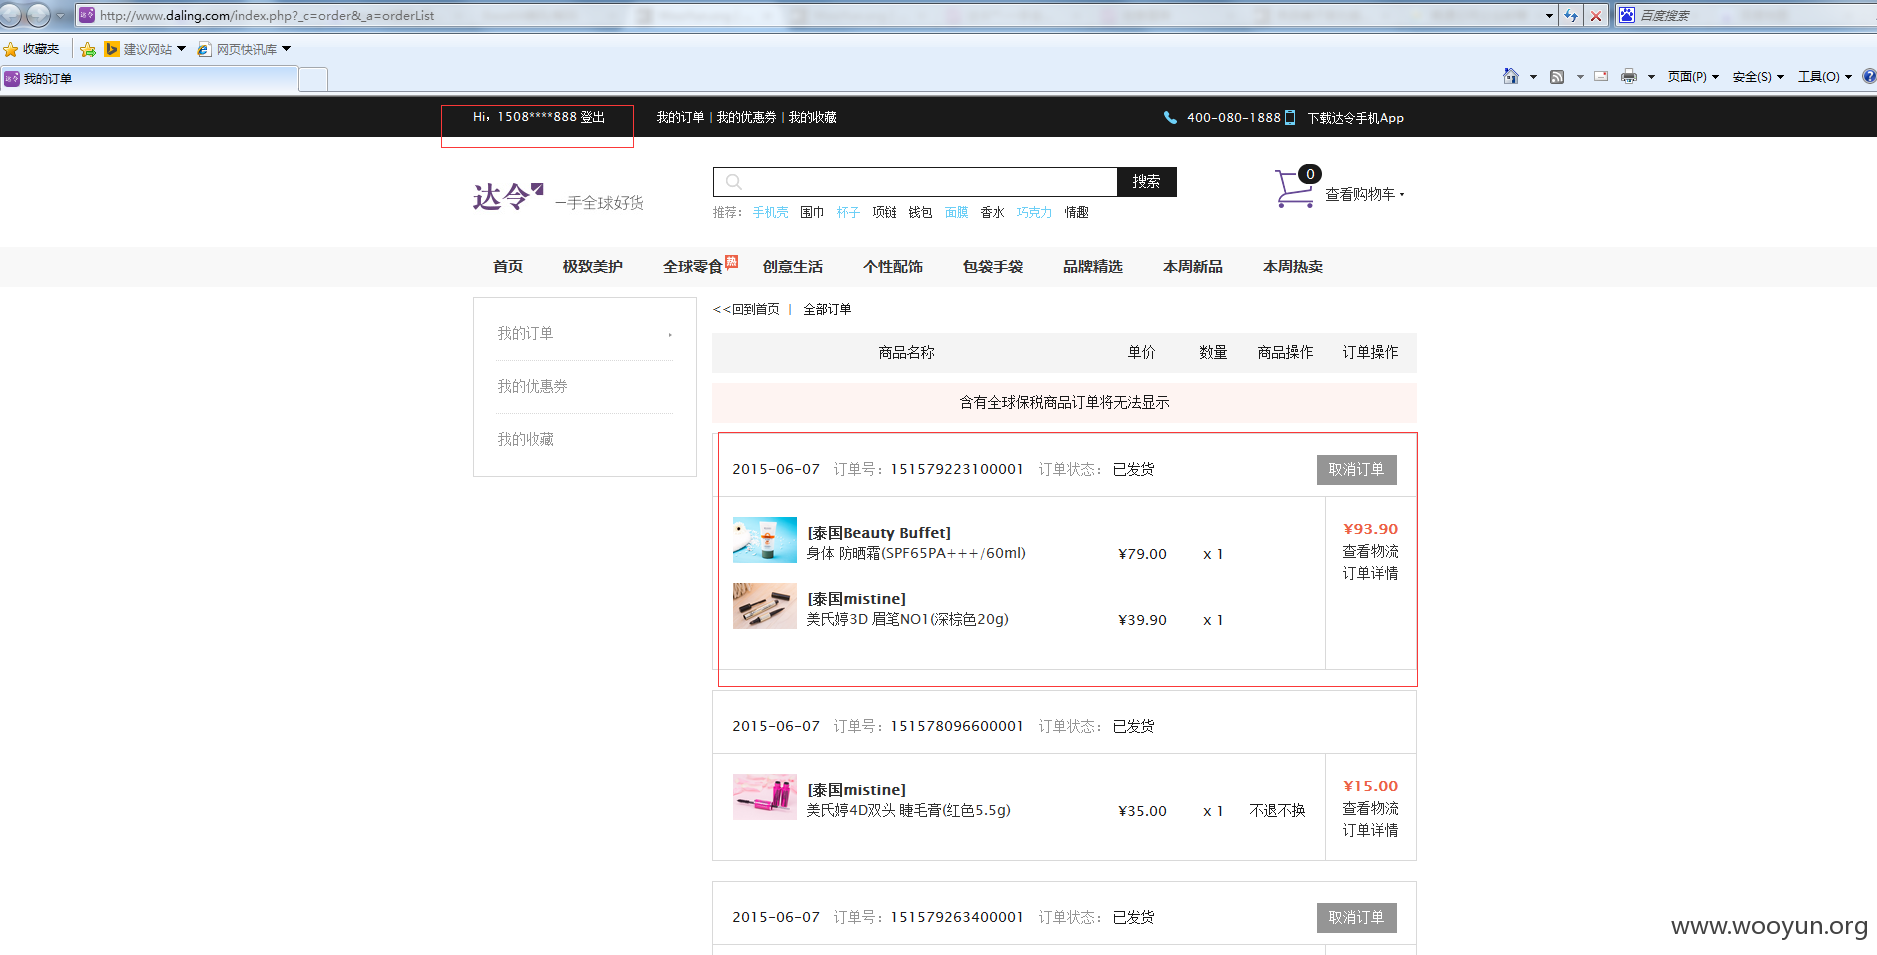 http://www.daling.com/index.php?_c=order&_a=orderList
百度搜索
收藏夹 建议网站 网页快讯库
我的订单
页面(P) 安全(S) 工具(O)
Hi，1508****888 登出 我的订单 | 我的优惠券 | 我的收藏 400-080-1888 下载达令手机App
达令 一手全球好货
搜索
0 查看购物车
推荐： 手机壳 围巾 杯子 项链 钱包 面膜 香水 巧克力 情趣
首页 极致美护 全球零食 热 创意生活 个性配饰 包袋手袋 品牌精选 本周新品 本周热卖
我的订单
我的优惠券
我的收藏
<<回到首页 | 全部订单
商品名称 单价 数量 商品操作 订单操作
含有全球保税商品订单将无法显示
2015-06-07 订单号：151579223100001 订单状态：已发货 取消订单
[泰国Beauty Buffet]
身体 防晒霜(SPF65PA+++/60ml) ¥79.00 x 1
¥93.90
查看物流
订单详情
[泰国mistine]
美氏婷3D 眉笔NO1(深棕色20g) ¥39.90 x 1
2015-06-07 订单号：151578096600001 订单状态：已发货
[泰国mistine]
美氏婷4D双头 睫毛膏(红色5.5g) ¥35.00 x 1 不退不换
¥15.00
查看物流
订单详情
2015-06-07 订单号：151579263400001 订单状态：已发货 取消订单
www.wooyun.org